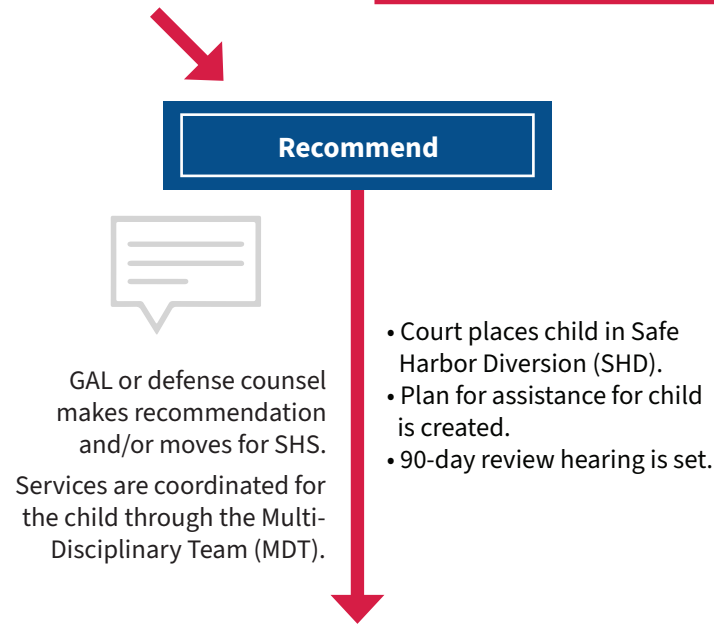 Recommend
GAL or defense counsel
makes recommendation
and/or moves for SHS.
Services are coordinated for
the child through the Multi-
Disciplinary Team (MDT).
• Court places child in Safe
Harbor Diversion (SHD).
• Plan for assistance for child
is created.
• 90-day review hearing is set.